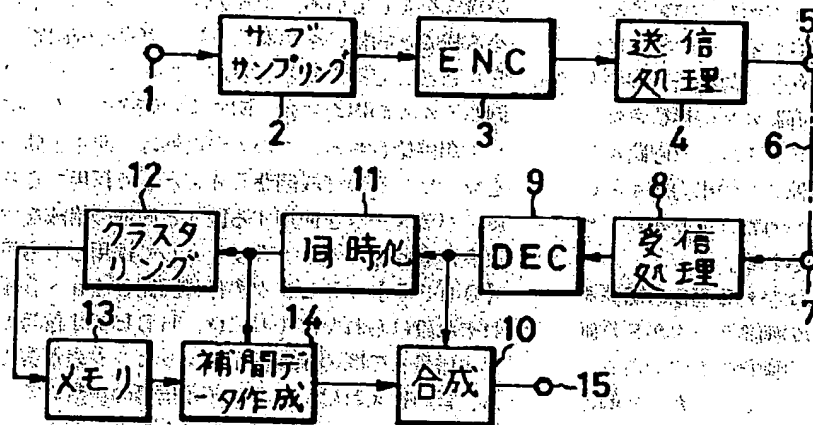 サブ
サンプリング
ENC
送信
処理
5
1
2
3
4
6
12
11
9
8
クラスタ
リング
同時化
DEC
受信
処理
7
13
14
10
メモリ
補間デ
ータ作成
合成
15